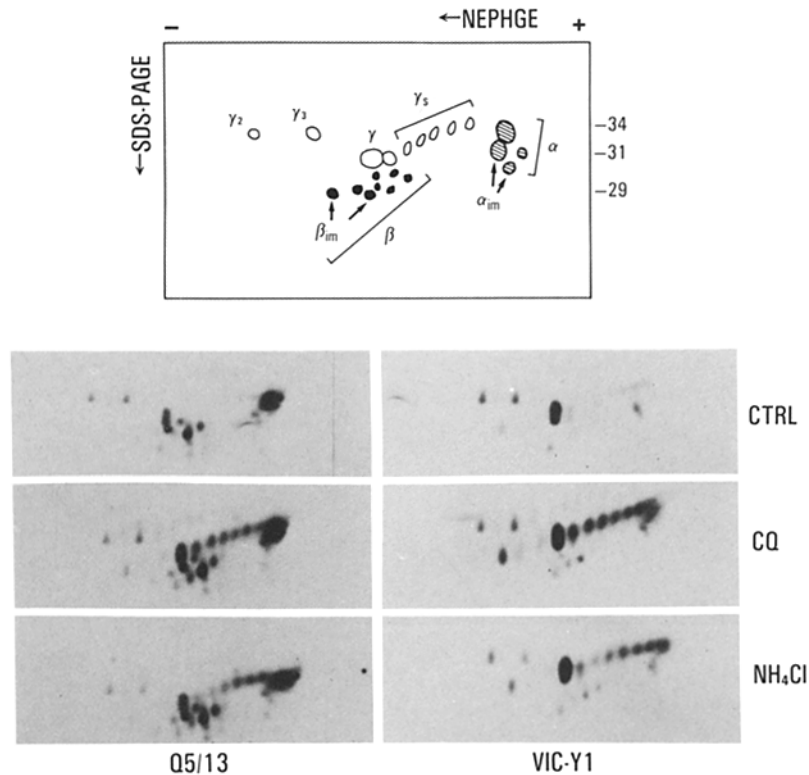 − ←NEPHGE +
←SDS-PAGE
γs
γ2 γ3 γ
−34
α
−31
−29
αim
βim β
CTRL
CQ
NH₄Cl
Q5/13 VIC-Y1